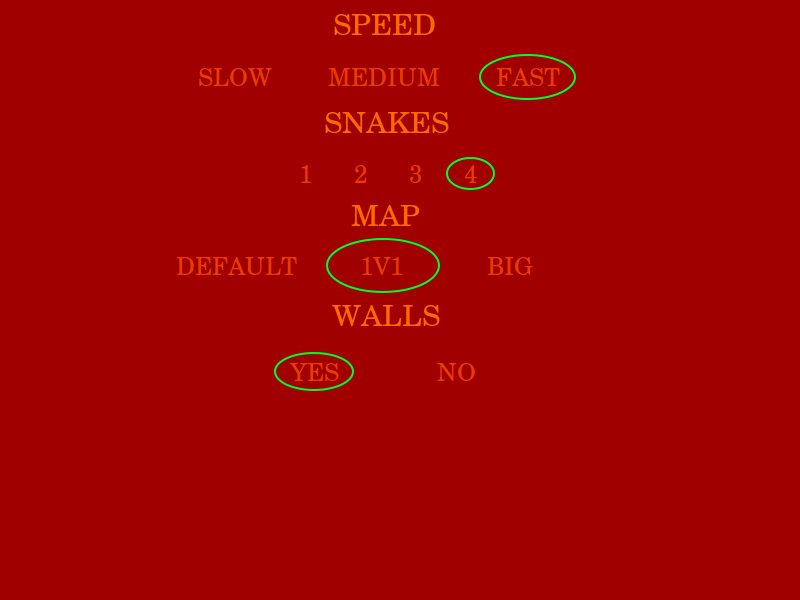 SPEED
SLOW MEDIUM FAST
SNAKES
1 2 3 4
MAP
DEFAULT 1V1 BIG
WALLS
YES NO